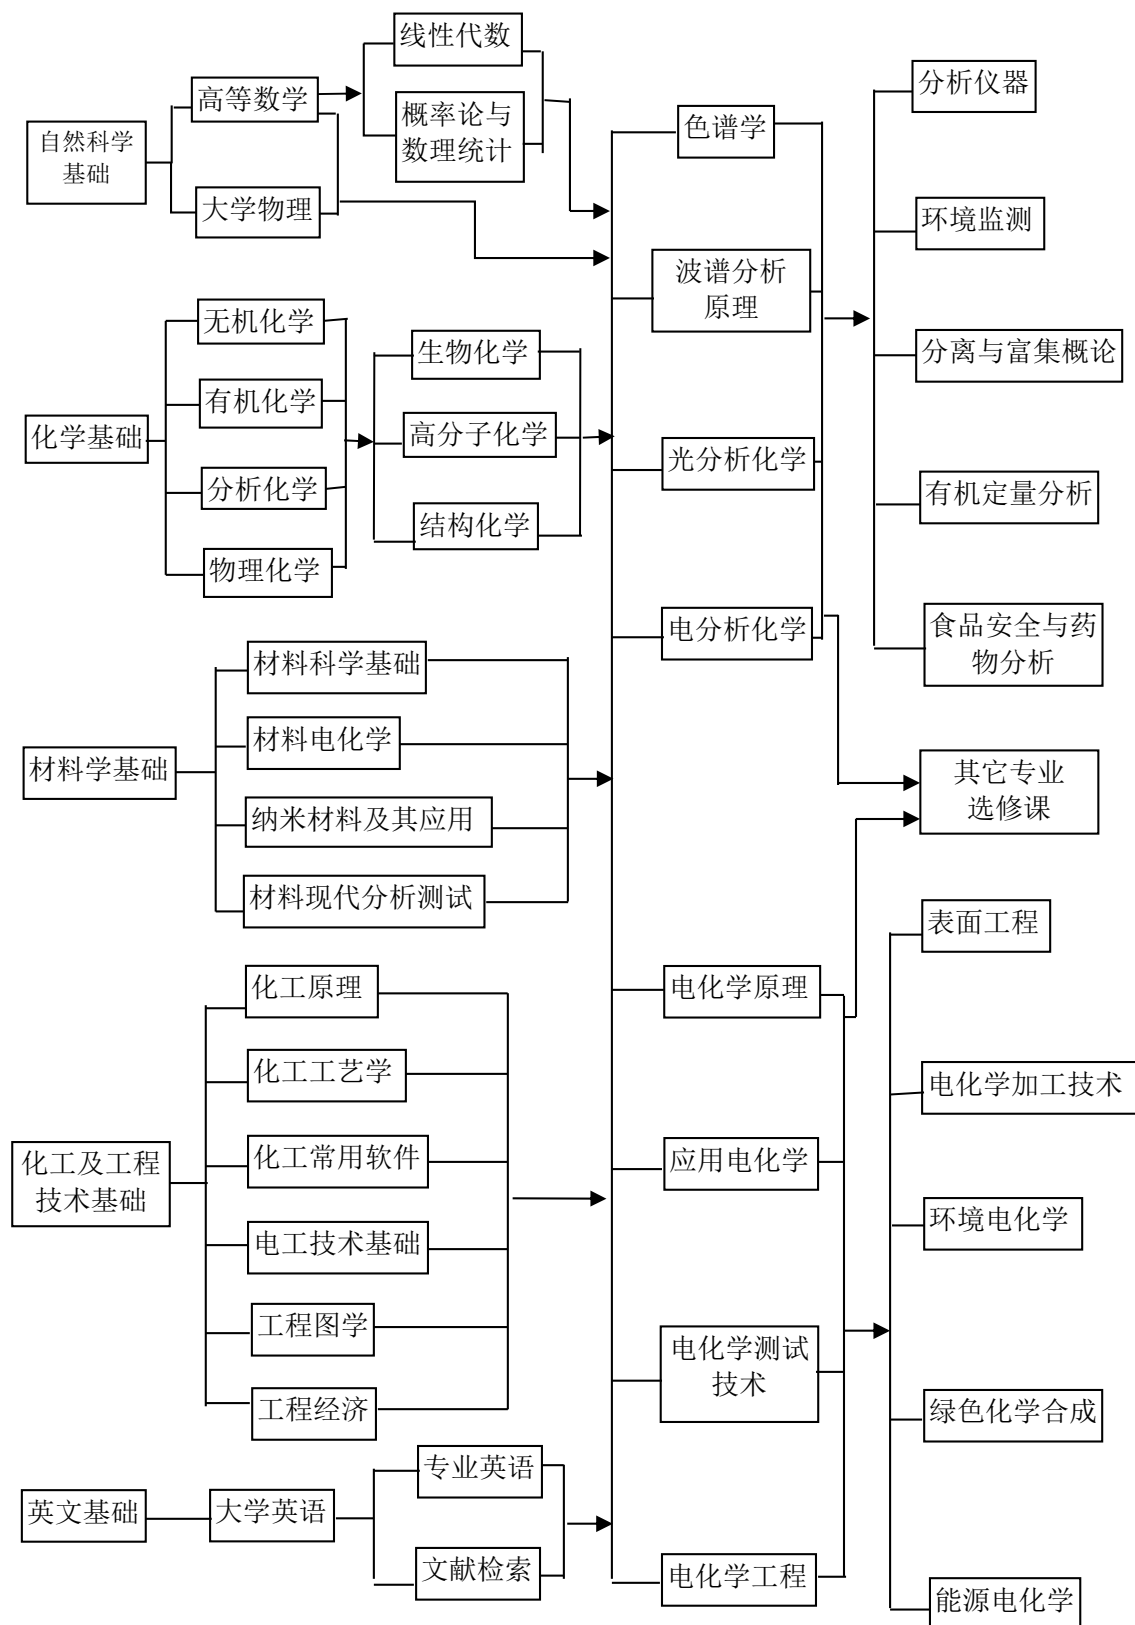 自然科学
基础
高等数学
大学物理
线性代数
概率论与
数理统计
化学基础
无机化学
有机化学
分析化学
物理化学
生物化学
高分子化学
结构化学
材料学基础
材料科学基础
材料电化学
纳米材料及其应用
材料现代分析测试
化工及工程
技术基础
化工原理
化工工艺学
化工常用软件
电工技术基础
工程图学
工程经济
英文基础
大学英语
专业英语
文献检索
色谱学
波谱分析
原理
光分析化学
电分析化学
电化学原理
应用电化学
电化学测试
技术
电化学工程
分析仪器
环境监测
分离与富集概论
有机定量分析
食品安全与药
物分析
其它专业
选修课
表面工程
电化学加工技术
环境电化学
绿色化学合成
能源电化学